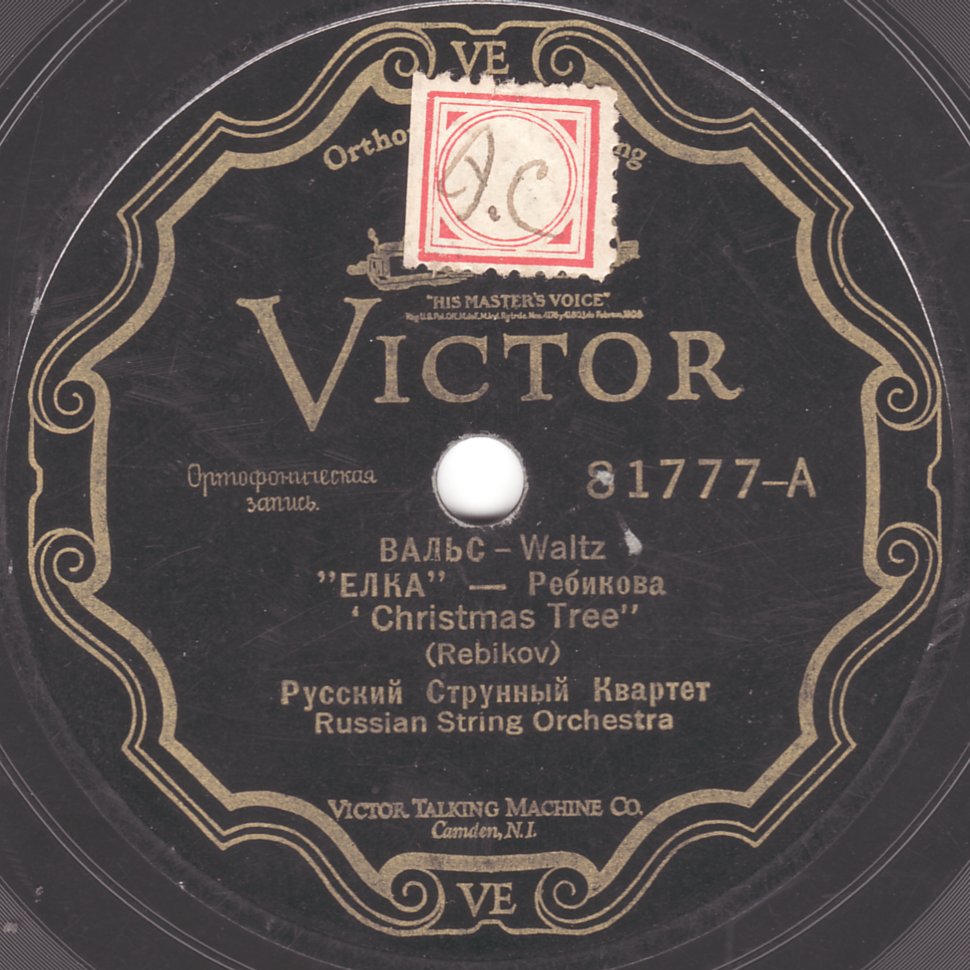 VE
Ortho ng
A.C
"HIS MASTER'S VOICE"
VICTOR
Ортофоническая
запись.
81777-A
ВАЛЬС – Waltz
"ЕЛКА" — Ребикова
‘Christmas Tree"
(Rebikov)
Русский Струнный Квартет
Russian String Orchestra
VICTOR TALKING MACHINE CO.
Camden, N.J.
VE